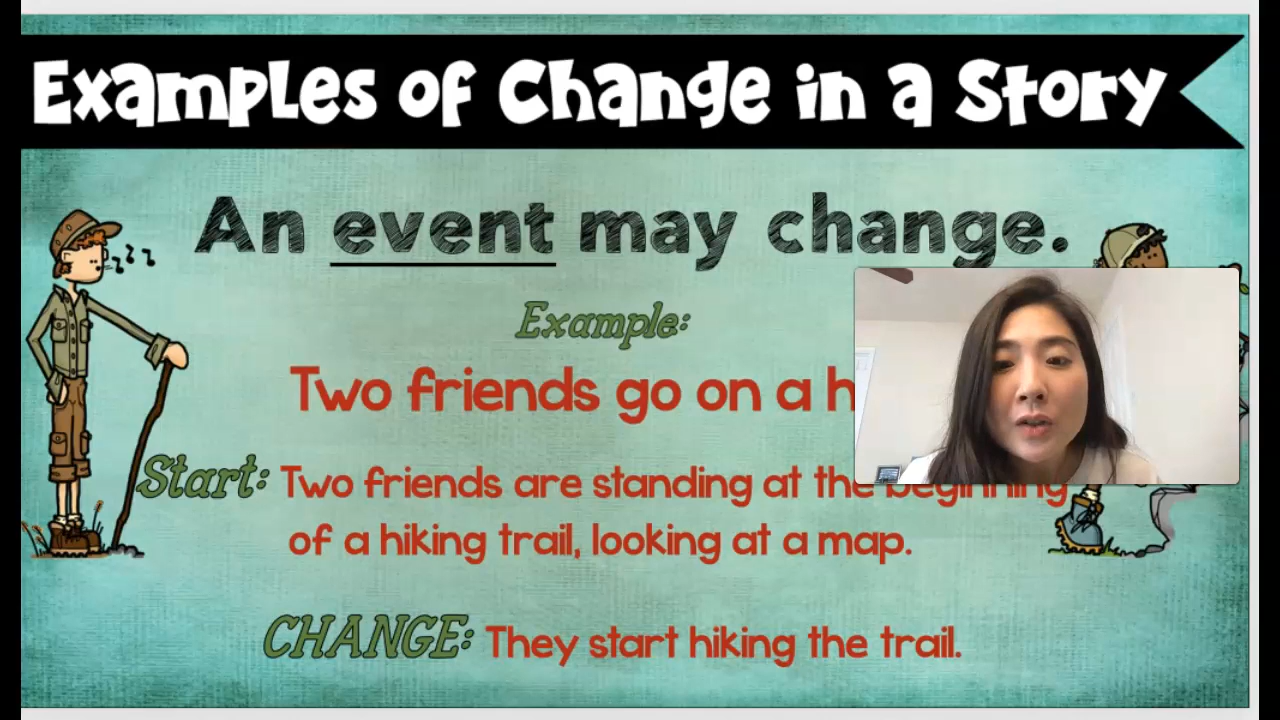 Examples of Change in a Story
An event may change.
Example:
Two friends go on a h
Start: Two friends are standing at the beginning
of a hiking trail, looking at a map.
CHANGE: They start hiking the trail.